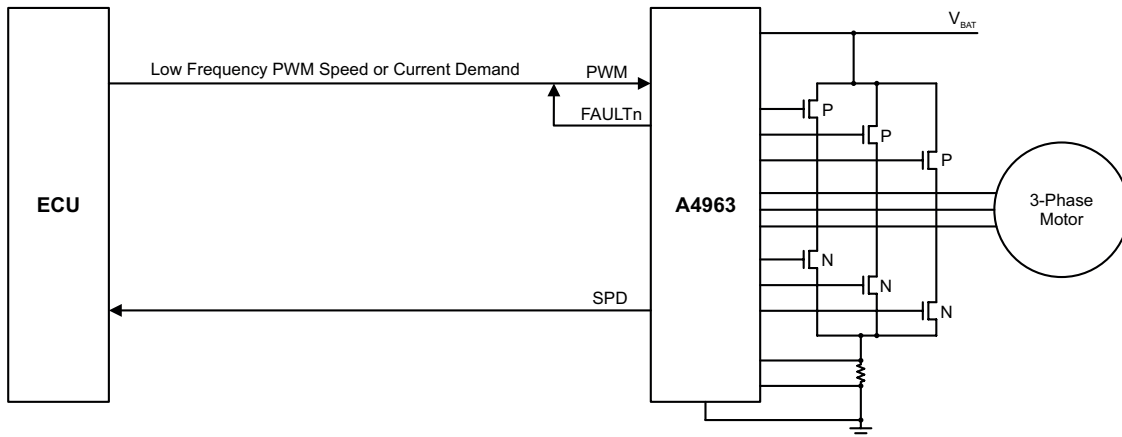 V_BAT
Low Frequency PWM Speed or Current Demand
PWM
FAULTn
P
P
P
ECU
A4963
3-Phase
Motor
N
N
N
SPD